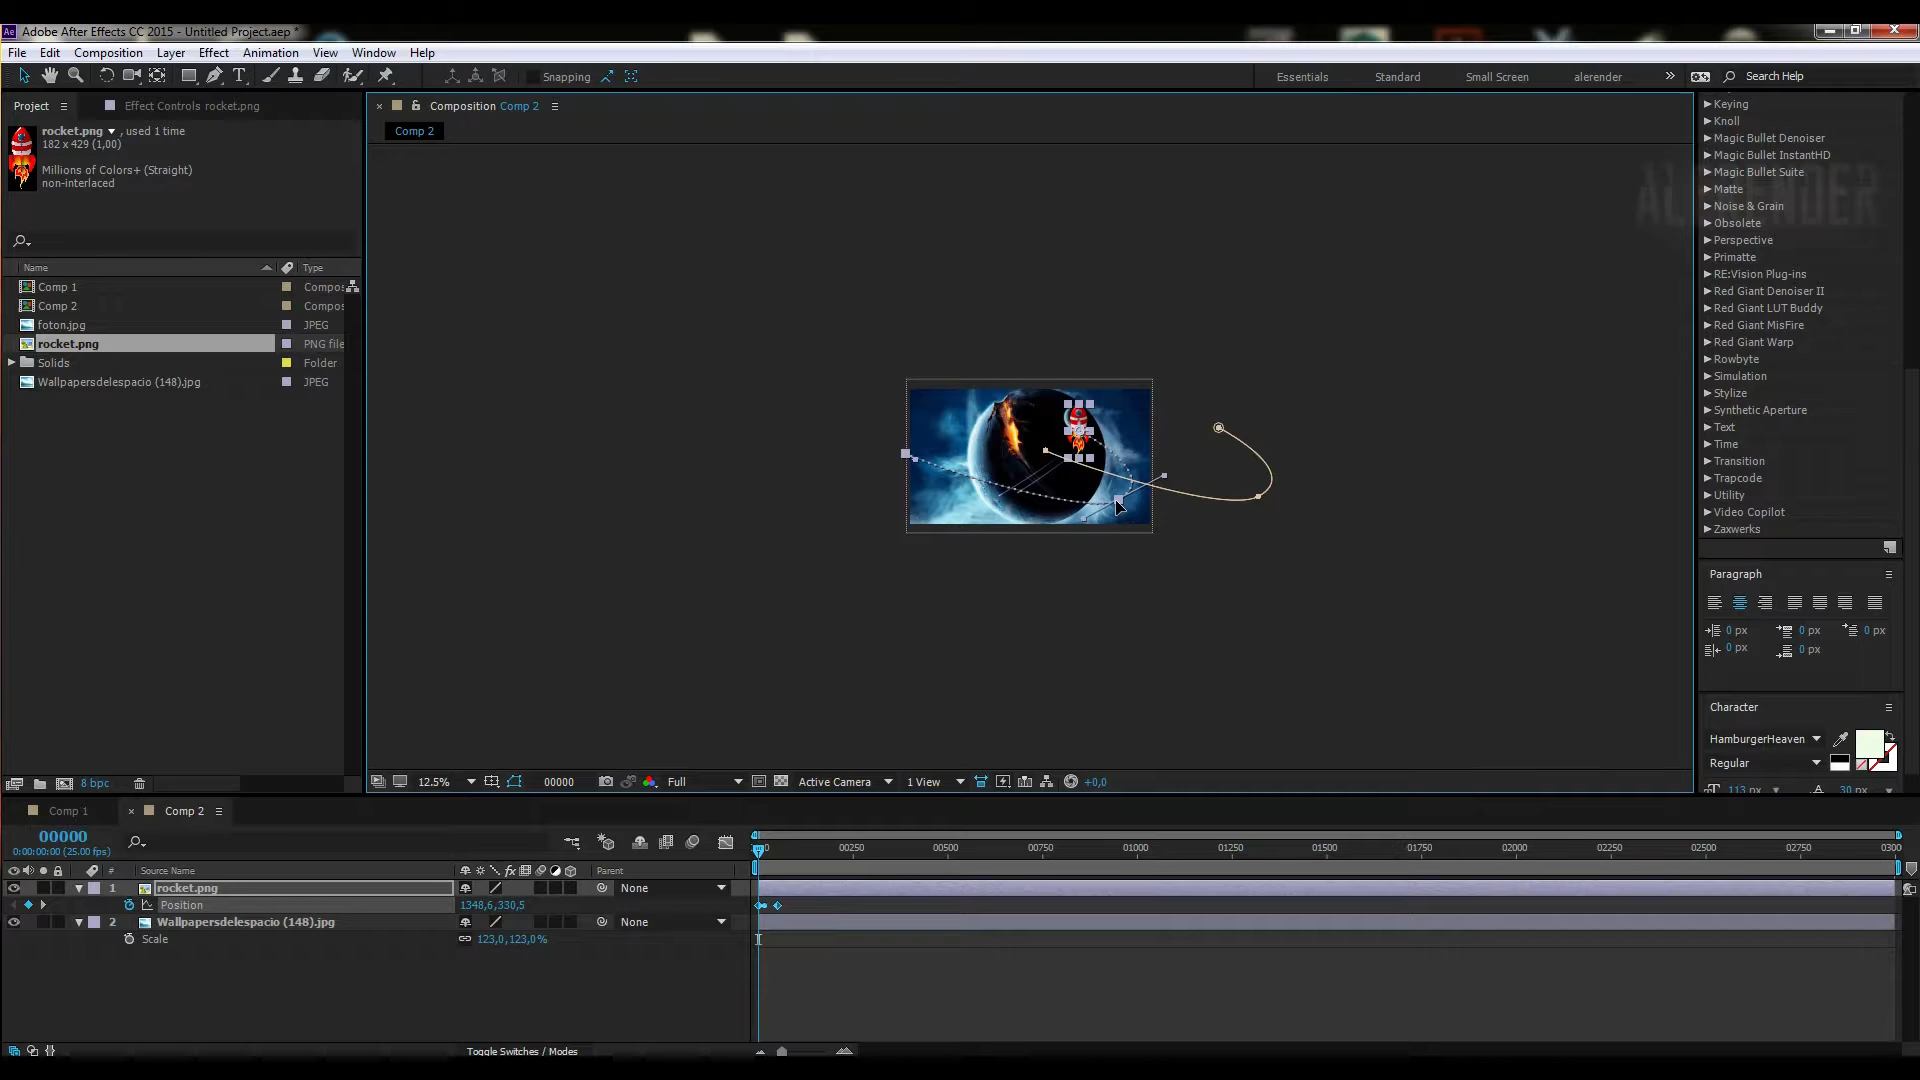 Ae Adobe After Effects CC 2015 - Untitled Project.aep *
File Edit Composition Layer Effect Animation View Window Help
Snapping Essentials Standard Small Screen alerender Search Help
Project Effect Controls rocket.png
Composition Comp 2
Comp 2
rocket.png , used 1 time
182 x 429 (1,00)
Millions of Colors+ (Straight)
non-interlaced
Name Type
Comp 1 Compos
Comp 2 Compos
foton.jpg JPEG
rocket.png PNG file
Solids Folder
Wallpapersdelespacio (148).jpg JPEG
8 bpc
12.5% 00000 Full Active Camera 1 View +0,0
Keying
Knoll
Magic Bullet Denoiser
Magic Bullet InstantHD
Magic Bullet Suite
Matte
Noise & Grain
Obsolete
Perspective
Primatte
RE:Vision Plug-ins
Red Giant Denoiser II
Red Giant LUT Buddy
Red Giant MisFire
Red Giant Warp
Rowbyte
Simulation
Stylize
Synthetic Aperture
Text
Time
Transition
Trapcode
Utility
Video Copilot
Zaxwerks
ALERENDER
Paragraph
0 px 0 px 0 px
0 px 0 px
Character
HamburgerHeaven
Regular
113 px 30 px
Comp 1 Comp 2
00000
0:00:00:00 (25.00 fps)
00250 00500 00750 01000 01250 01500 01750 02000 02250 02500 02750 0300
# Source Name fx Parent
1 rocket.png None
Position 1348,6,330,5
2 Wallpapersdelespacio (148).jpg None
Scale 123,0,123,0%
Toggle Switches / Modes